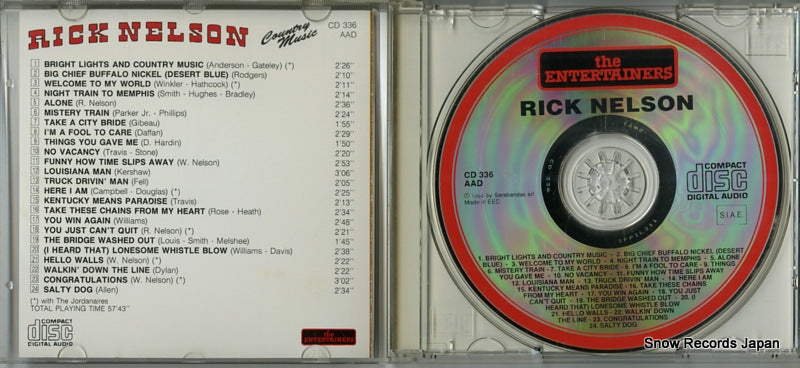 RICK NELSON
Country Music
CD 336
AAD
1 BRIGHT LIGHTS AND COUNTRY MUSIC (Anderson - Gateley) (*) 2'26"
2 BIG CHIEF BUFFALO NICKEL (DESERT BLUE) (Rodgers) 2'10"
3 WELCOME TO MY WORLD (Winkler - Hathcock) (*) 2'11"
4 NIGHT TRAIN TO MEMPHIS (Smith - Hughes - Bradley) 2'14"
5 ALONE (R. Nelson) 2'36"
6 MISTERY TRAIN (Parker Jr. - Phillips) 2'24"
7 TAKE A CITY BRIDE (Gibeau) 1'55"
8 I'M A FOOL TO CARE (Daffan) 2'29"
9 THINGS YOU GAVE ME (D. Hardin) 1'50"
10 NO VACANCY (Travis - Stone) 2'20"
11 FUNNY HOW TIME SLIPS AWAY (W. Nelson) 2'53"
12 LOUISIANA MAN (Kershaw) 3'06"
13 TRUCK DRIVIN' MAN (Fell) 2'05"
14 HERE I AM (Campbell - Douglas) (*) 2'25"
15 KENTUCKY MEANS PARADISE (Travis) 2'13"
16 TAKE THESE CHAINS FROM MY HEART (Rose - Heath) 2'34"
17 YOU WIN AGAIN (Williams) 2'48"
18 YOU JUST CAN'T QUIT (R. Nelson) (*) 2'21"
19 THE BRIDGE WASHED OUT (Louis - Smith - Melshee) 1'45"
20 (I HEARD THAT) LONESOME WHISTLE BLOW (Williams - Davis) 2'38"
21 HELLO WALLS (W. Nelson) (*) 2'22"
22 WALKIN' DOWN THE LINE (Dylan) 2'22"
23 CONGRATULATIONS (W. Nelson) (*) 3'02"
24 SALTY DOG (Allen) 2'34"
(*) with The Jordanaires
TOTAL PLAYING TIME 57'43"
COMPACT
disc
DIGITAL AUDIO
the
ENTERTAINERS
the
ENTERTAINERS
RICK NELSON
CD 336
AAD
by Sarabandas srl
Made in EEC
COMPACT
disc
DIGITAL AUDIO
SIAE
1. BRIGHT LIGHTS AND COUNTRY MUSIC - 2. BIG CHIEF BUFFALO NICKEL (DESERT
BLUE) - 3. WELCOME TO MY WORLD - 4. NIGHT TRAIN TO MEMPHIS - 5. ALONE
6. MISTERY TRAIN - 7. TAKE A CITY BRIDE - 8. I'M A FOOL TO CARE - 9. THINGS
YOU GAVE ME - 10. NO VACANCY - 11. FUNNY HOW TIME SLIPS AWAY
12. LOUISIANA MAN - 13. TRUCK DRIVIN' MAN - 14. HERE I AM
15. KENTUCKY MEANS PARADISE - 16. TAKE THESE CHAINS
FROM MY HEART - 17. YOU WIN AGAIN - 18. YOU JUST
CAN'T QUIT - 19. THE BRIDGE WASHED OUT - 20. (I
HEARD THAT) LONESOME WHISTLE BLOW
21. HELLO WALLS - 22. WALKIN' DOWN
THE LINE - 23. CONGRATULATIONS
24. SALTY DOG
Snow Records Japan